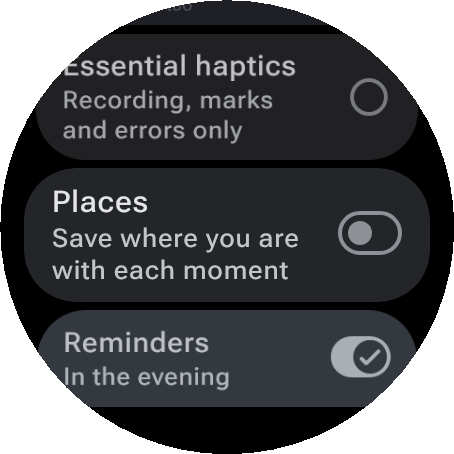 Essential haptics
Recording, marks
and errors only
Places
Save where you are
with each moment
Reminders
In the evening